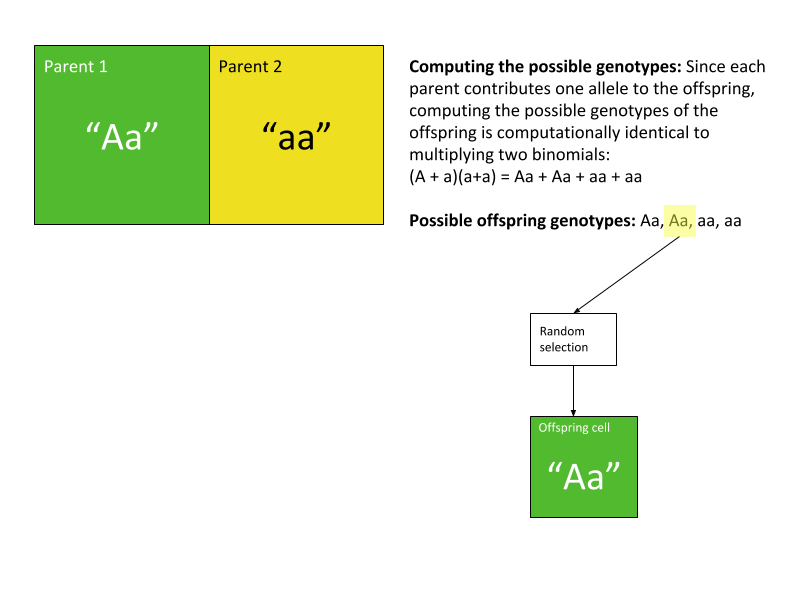 Parent 1
Parent 2
“Aa”
“aa”
Computing the possible genotypes: Since each
parent contributes one allele to the offspring,
computing the possible genotypes of the
offspring is computationally identical to
multiplying two binomials:
(A + a)(a+a) = Aa + Aa + aa + aa
Possible offspring genotypes: Aa, Aa, aa, aa
Random
selection
Offspring cell
“Aa”